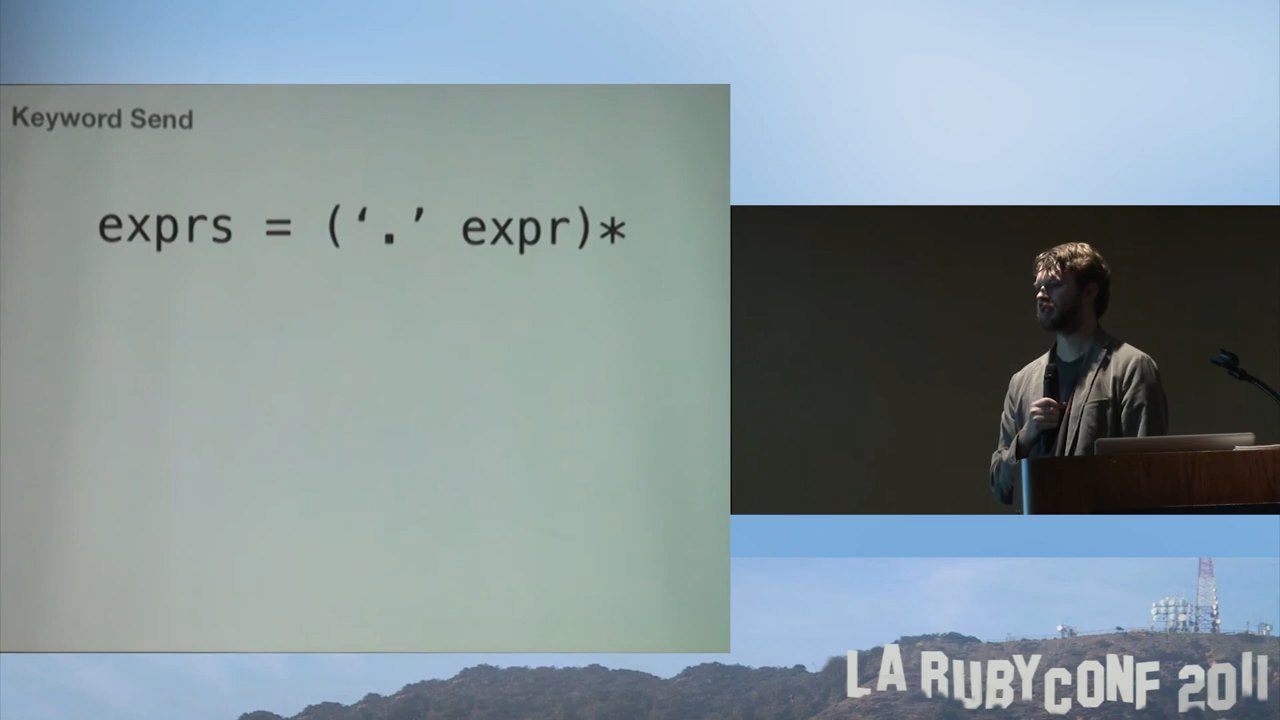 Keyword Send
exprs = (‘.’ expr)*
LA RUBYCONF 2011